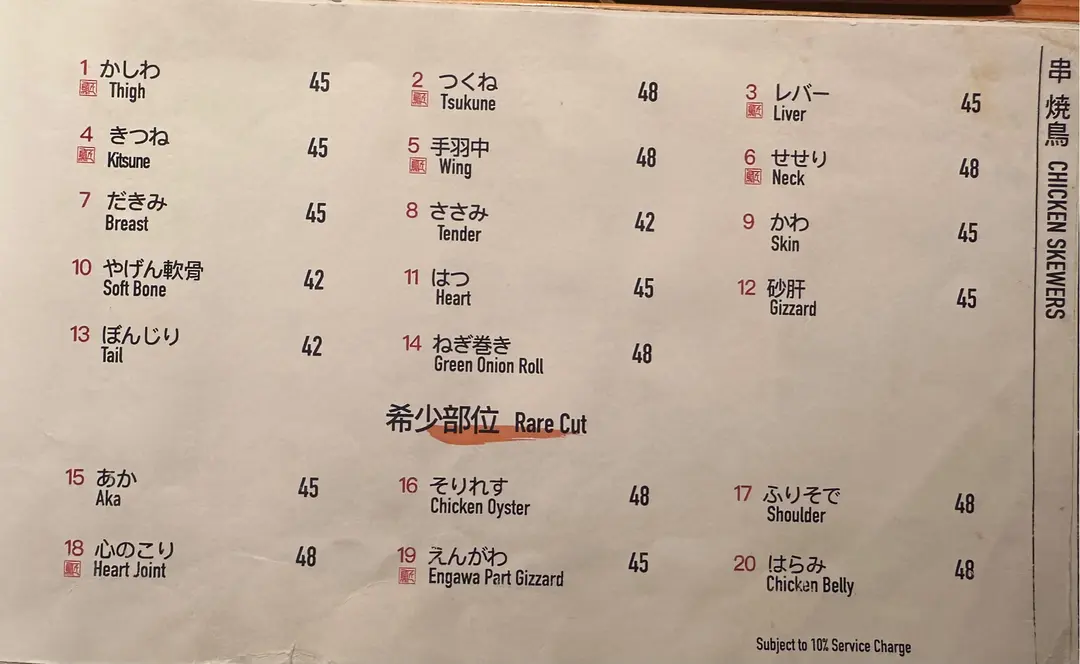 1 かしわ 45
Thigh
2 つくね 48
Tsukune
3 レバー 45
Liver
4 きつね 45
Kitsune
5 手羽中 48
Wing
6 せせり 48
Neck
7 だきみ 45
Breast
8 ささみ 42
Tender
9 かわ 45
Skin
10 やげん軟骨 42
Soft Bone
11 はつ 45
Heart
12 砂肝 45
Gizzard
13 ぼんじり 42
Tail
14 ねぎ巻き 48
Green Onion Roll
希少部位 Rare Cut
15 あか 45
Aka
16 そりれす 48
Chicken Oyster
17 ふりそで 48
Shoulder
18 心のこり 48
Heart Joint
19 えんがわ 45
Engawa Part Gizzard
20 はらみ 48
Chicken Belly
Subject to 10% Service Charge
串 焼鳥 CHICKEN SKEWERS